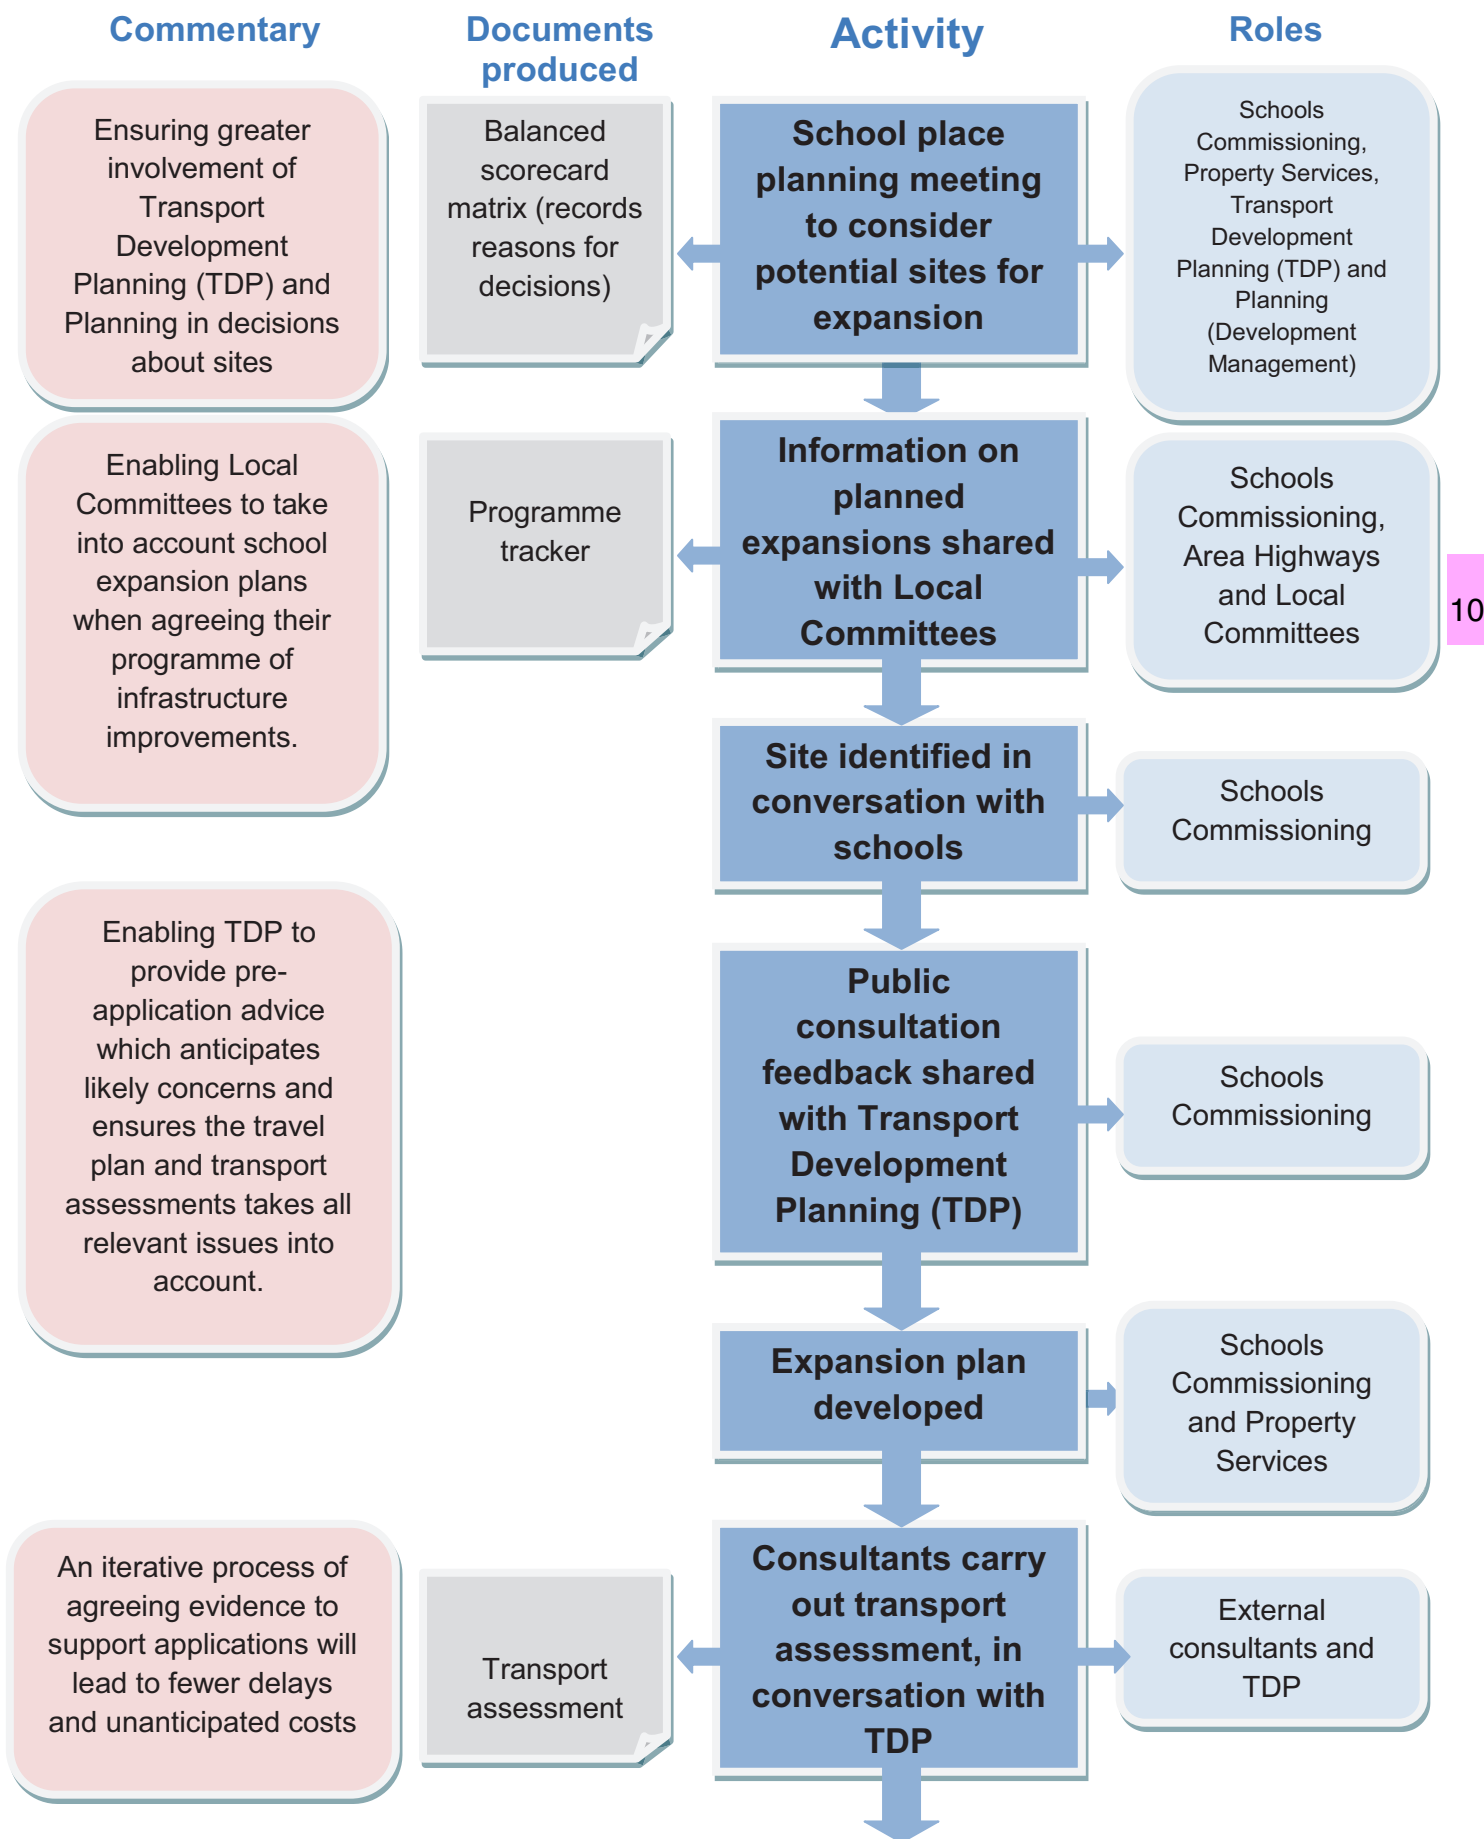 Commentary
Documents
produced
Activity
Roles
Ensuring greater
involvement of
Transport
Development
Planning (TDP) and
Planning in decisions
about sites
Balanced
scorecard
matrix (records
reasons for
decisions)
School place
planning meeting
to consider
potential sites for
expansion
Schools
Commissioning,
Property Services,
Transport
Development
Planning (TDP) and
Planning
(Development
Management)
Enabling Local
Committees to take
into account school
expansion plans
when agreeing their
programme of
infrastructure
improvements.
Programme
tracker
Information on
planned
expansions shared
with Local
Committees
Schools
Commissioning,
Area Highways
and Local
Committees
10
Site identified in
conversation with
schools
Schools
Commissioning
Enabling TDP to
provide pre-
application advice
which anticipates
likely concerns and
ensures the travel
plan and transport
assessments takes all
relevant issues into
account.
Public
consultation
feedback shared
with Transport
Development
Planning (TDP)
Schools
Commissioning
Expansion plan
developed
Schools
Commissioning
and Property
Services
An iterative process of
agreeing evidence to
support applications will
lead to fewer delays
and unanticipated costs
Transport
assessment
Consultants carry
out transport
assessment, in
conversation with
TDP
External
consultants and
TDP